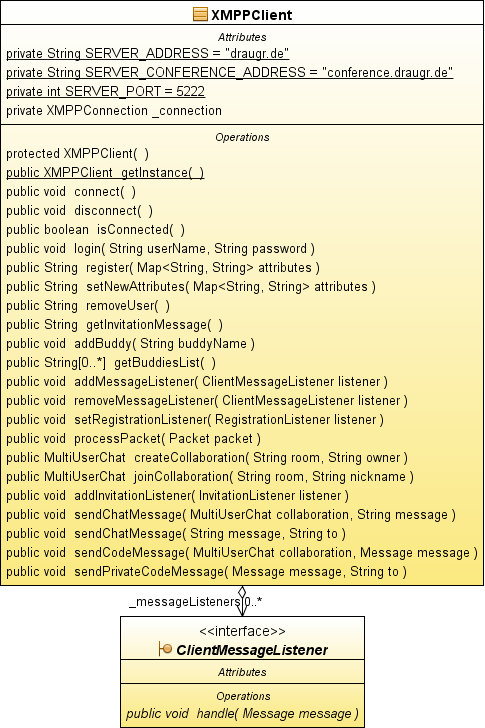 XMPPClient
Attributes
private String SERVER_ADDRESS = "draugr.de"
private String SERVER_CONFERENCE_ADDRESS = "conference.draugr.de"
private int SERVER_PORT = 5222
private XMPPConnection _connection
Operations
protected XMPPClient( )
public XMPPClient getInstance( )
public void connect( )
public void disconnect( )
public boolean isConnected( )
public void login( String userName, String password )
public String register( Map<String, String> attributes )
public String setNewAttributes( Map<String, String> attributes )
public String removeUser( )
public String getInvitationMessage( )
public void addBuddy( String buddyName )
public String[0..*] getBuddiesList( )
public void addMessageListener( ClientMessageListener listener )
public void removeMessageListener( ClientMessageListener listener )
public void setRegistrationListener( RegistrationListener listener )
public void processPacket( Packet packet )
public MultiUserChat createCollaboration( String room, String owner )
public MultiUserChat joinCollaboration( String room, String nickname )
public void addInvitationListener( InvitationListener listener )
public void sendChatMessage( MultiUserChat collaboration, String message )
public void sendChatMessage( String message, String to )
public void sendCodeMessage( MultiUserChat collaboration, Message message )
public void sendPrivateCodeMessage( Message message, String to )
_messageListeners 0..*
<<interface>>
ClientMessageListener
Attributes
Operations
public void handle( Message message )